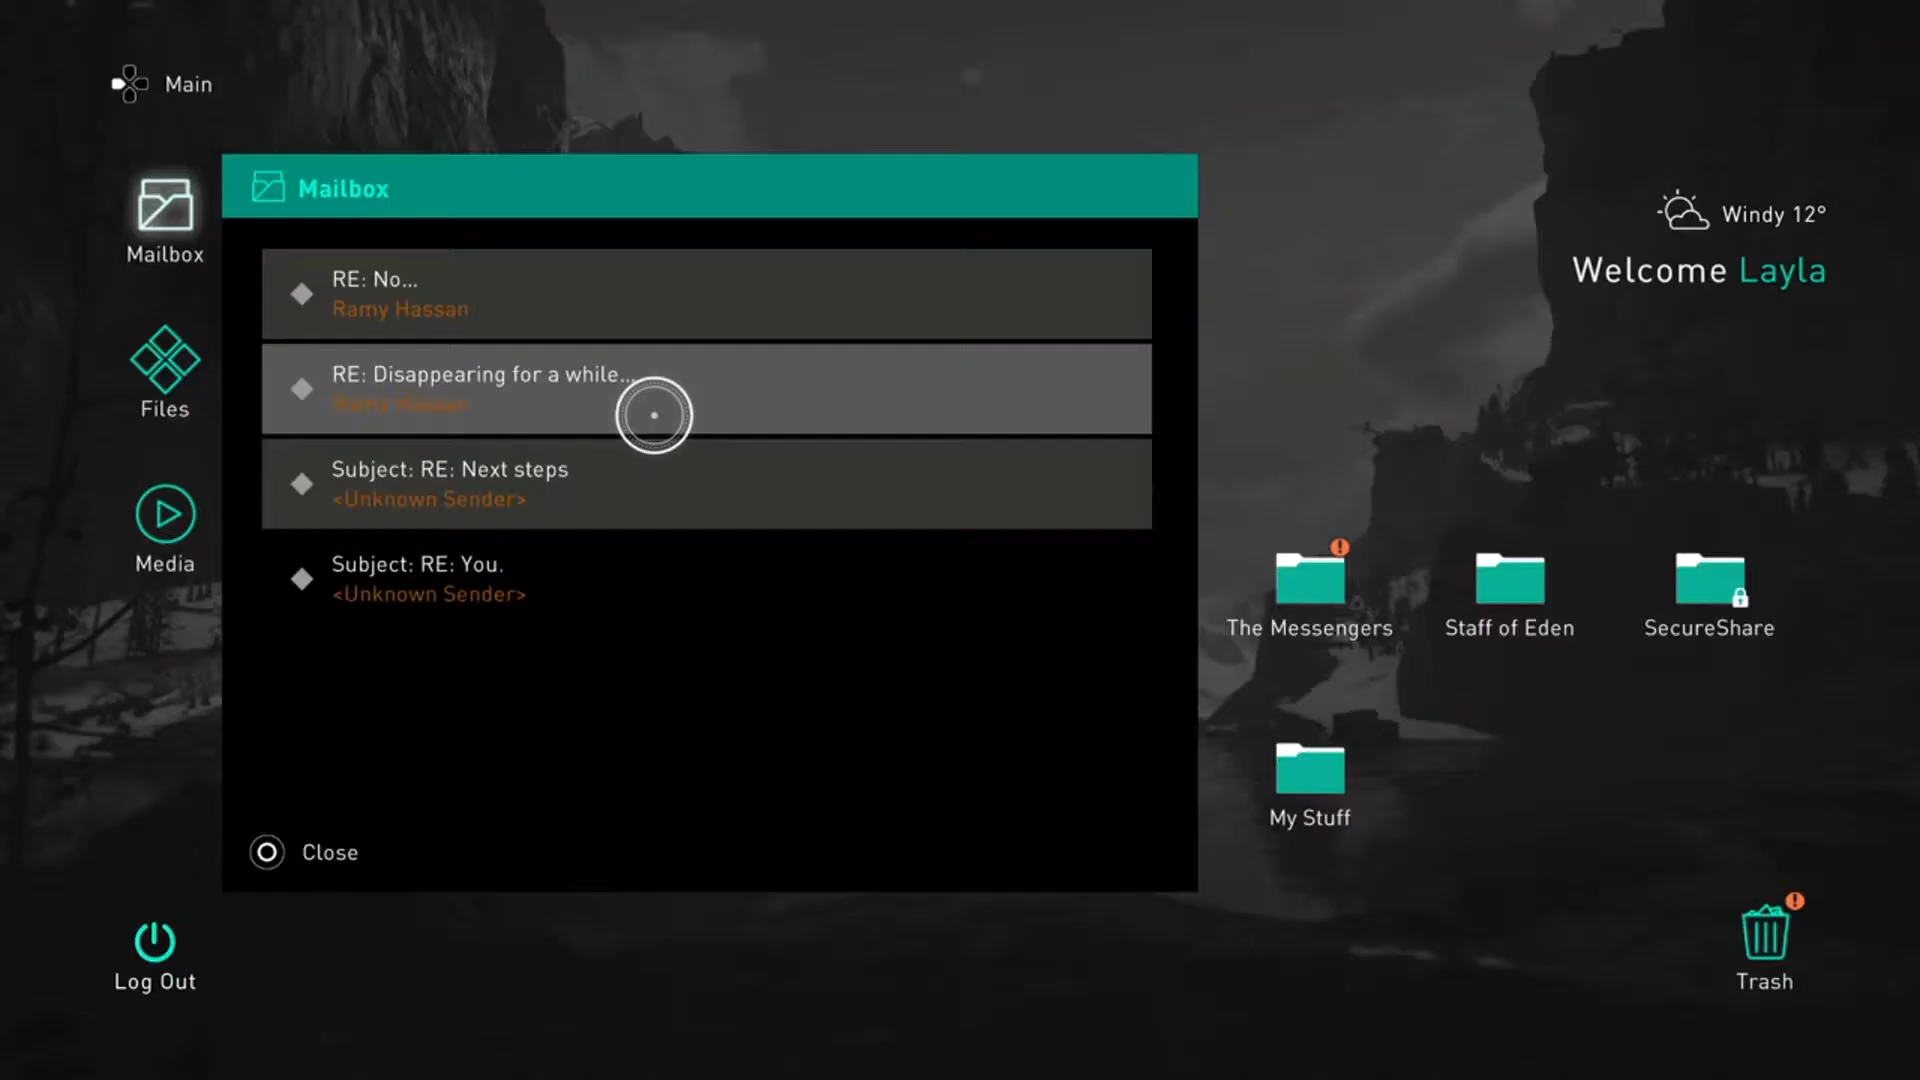 Main
Mailbox
Mailbox
RE: No...
Ramy Hassan
RE: Disappearing for a while...
Ramy Hassan
Subject: RE: Next steps
<Unknown Sender>
Subject: RE: You.
<Unknown Sender>
Close
Files
Media
Log Out
Windy 12°
Welcome Layla
The Messengers
Staff of Eden
SecureShare
My Stuff
Trash